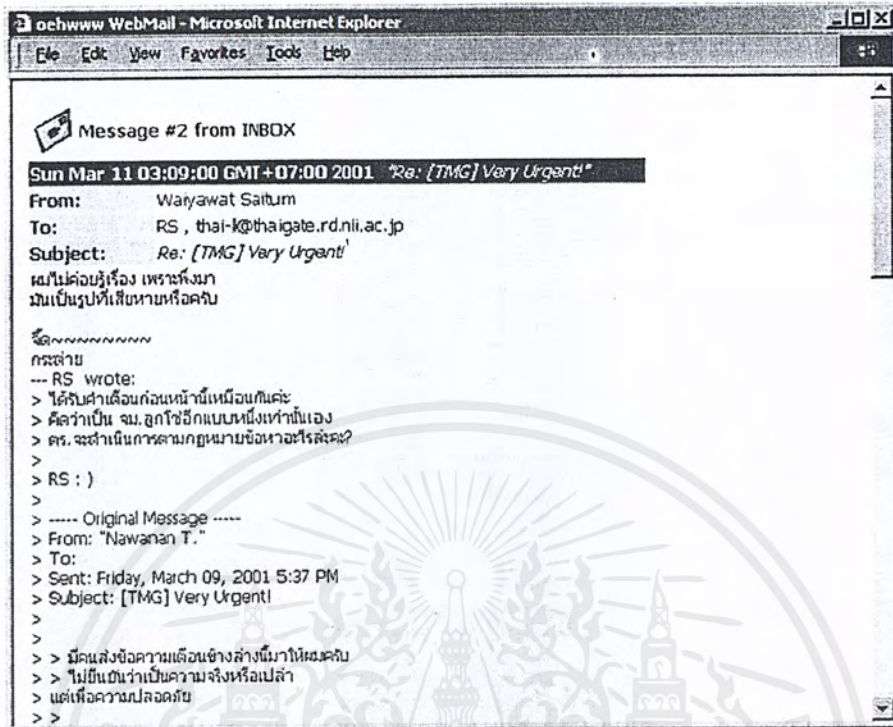 oehwww WebMail - Microsoft Internet Explorer
File Edit View Favorites Tools Help
Message #2 from INBOX
Sun Mar 11 03:09:00 GMT+07:00 2001 "Re: [TMG] Very Urgent!"
From: Waiyawat Saitum
To: RS , thai-k@thaigate.rd.nii.ac.jp
Subject: Re: [TMG] Very Urgent!
ผมไม่ค่อยรู้เรื่อง เพราะพึ่งมา
มันเป็นรูปที่เสียหายหรือครับ
จี๊ด~~~~~~~~~
กระต่าย
--- RS wrote:
> ได้รับคำเตือนก่อนหน้านี้เหมือนกันค่ะ
> คิดว่าเป็น จม.ลูกโซ่อีกแบบหนึ่งเท่านั้นเอง
> ตร.จะดำเนินการตามกฎหมายข้อหาอะไรล่ะคะ?
>
> RS : )
>
> ----- Original Message -----
> From: "Nawanan T."
> To:
> Sent: Friday, March 09, 2001 5:37 PM
> Subject: [TMG] Very Urgent!
>
>
> > มีคนส่งข้อความเตือนข้างล่างนี้มาให้ผมครับ
> > ไม่ยืนยันว่าเป็นความจริงหรือเปล่า
> แต่เพื่อความปลอดภัย
> >